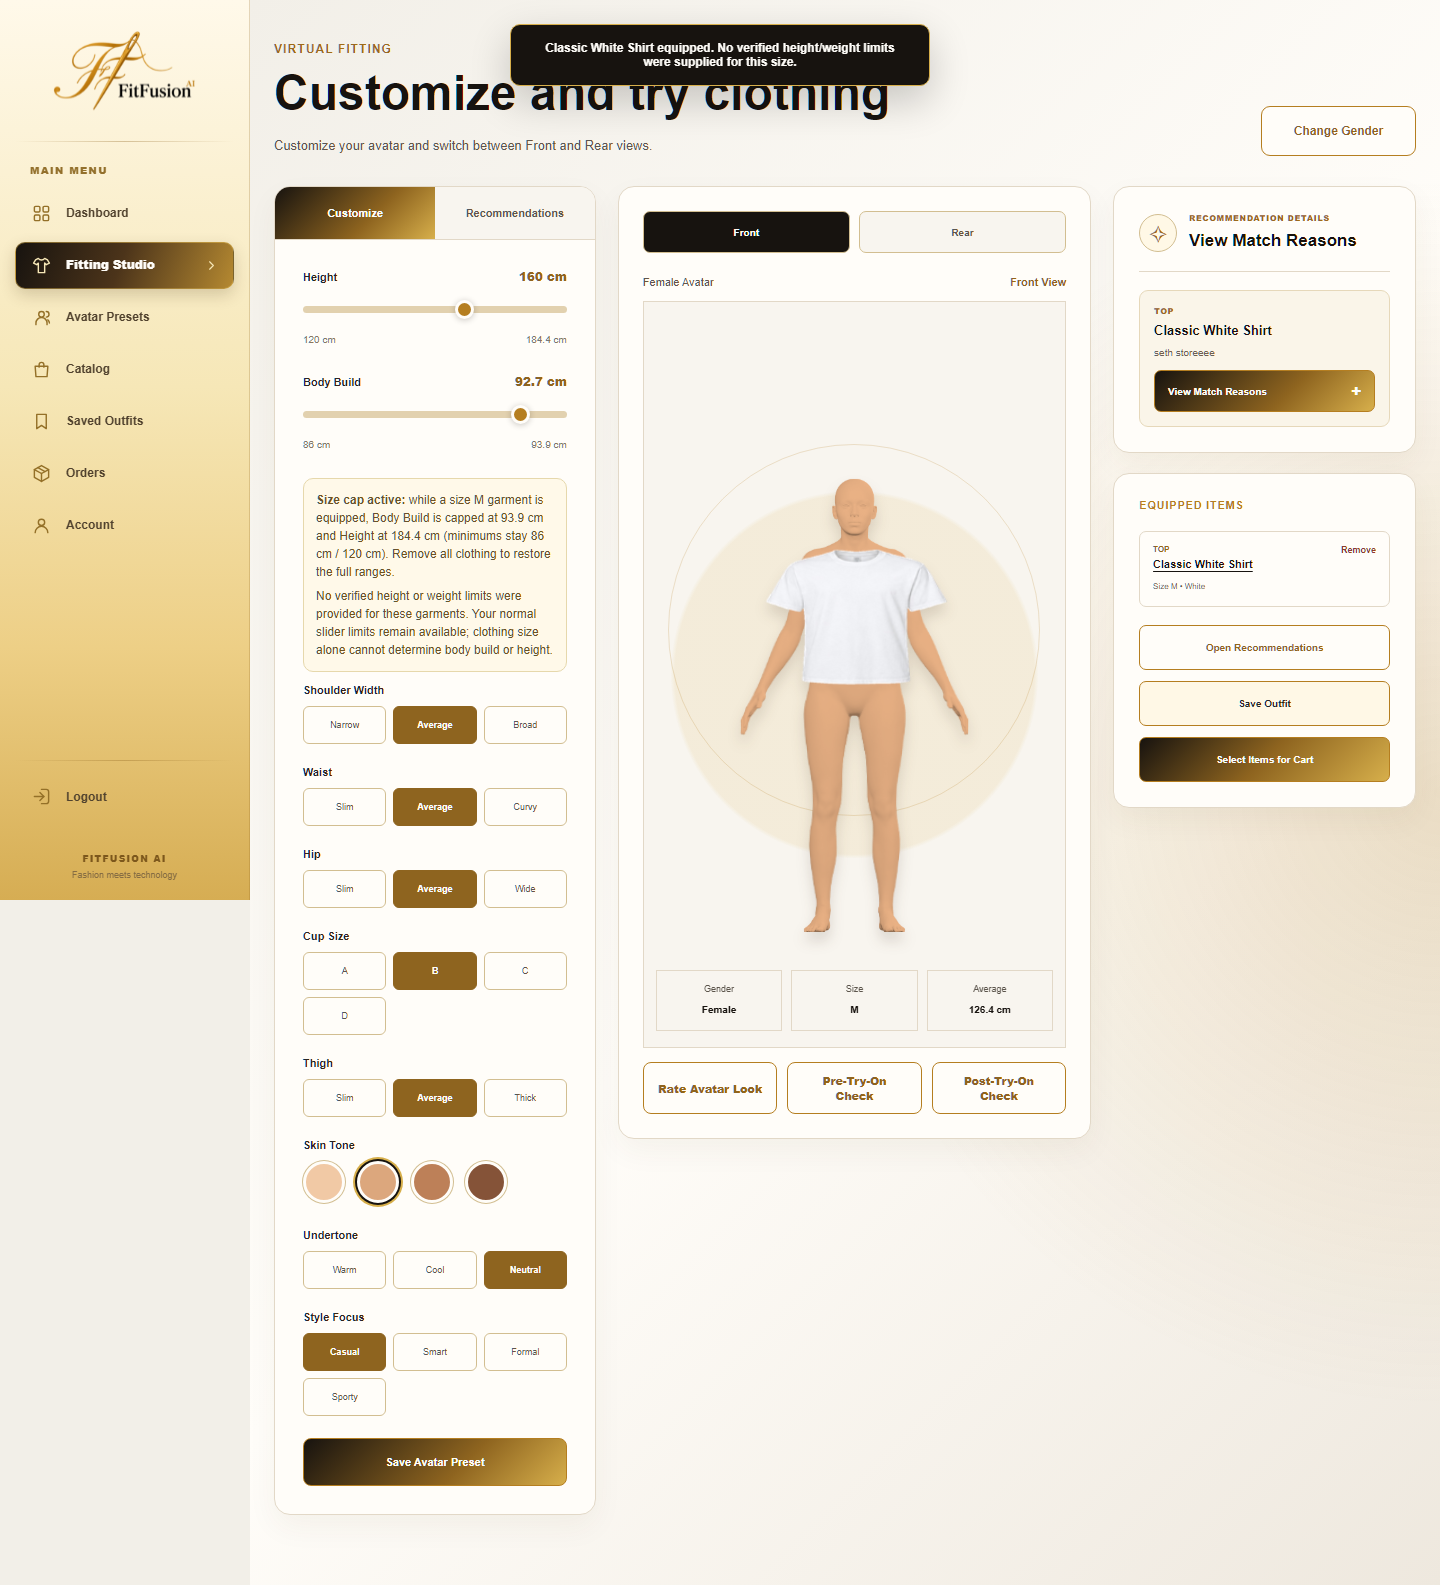 FitFusion
AI
MAIN MENU
Dashboard
Fitting Studio
Avatar Presets
Catalog
Saved Outfits
Orders
Account
Logout
FITFUSION AI
Fashion meets technology
VIRTUAL FITTING
Classic White Shirt equipped. No verified height/weight limits
were supplied for this size.
Customize and try clothing
Customize your avatar and switch between Front and Rear views.
Change Gender
Customize
Recommendations
Height
160 cm
120 cm
184.4 cm
Body Build
92.7 cm
86 cm
93.9 cm
Size cap active: while a size M garment is
equipped, Body Build is capped at 93.9 cm
and Height at 184.4 cm (minimums stay 86
cm / 120 cm). Remove all clothing to restore
the full ranges.
No verified height or weight limits were
provided for these garments. Your normal
slider limits remain available; clothing size
alone cannot determine body build or height.
Shoulder Width
Narrow
Average
Broad
Waist
Slim
Average
Curvy
Hip
Slim
Average
Wide
Cup Size
A
B
C
D
Thigh
Slim
Average
Thick
Skin Tone
Undertone
Warm
Cool
Neutral
Style Focus
Casual
Smart
Formal
Sporty
Save Avatar Preset
Front
Rear
Female Avatar
Front View
Gender
Female
Size
M
Average
126.4 cm
Rate Avatar Look
Pre-Try-On
Check
Post-Try-On
Check
RECOMMENDATION DETAILS
View Match Reasons
TOP
Classic White Shirt
seth storeeee
View Match Reasons
EQUIPPED ITEMS
TOP
Remove
Classic White Shirt
Size M • White
Open Recommendations
Save Outfit
Select Items for Cart